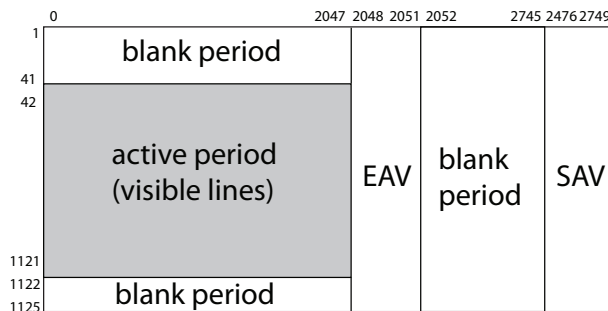 0 2047 2048 2051 2052 2745 2476 2749
1
blank period
41
42
active period
(visible lines)
EAV
blank
period
SAV
1121
1122
blank period
1125